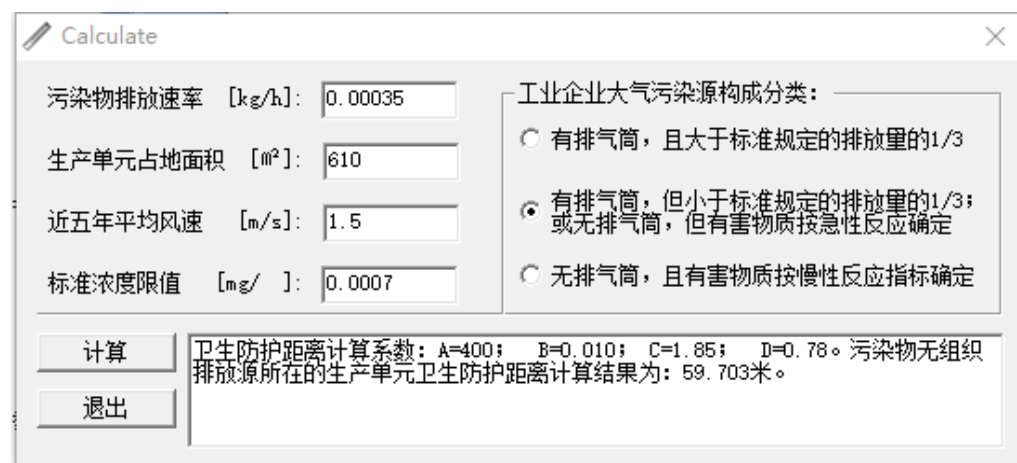 Calculate
污染物排放速率 [kg/h]: 0.00035
生产单元占地面积 [m²]: 610
近五年平均风速 [m/s]: 1.5
标准浓度限值 [mg/ ]: 0.0007
工业企业大气污染源构成分类：
有排气筒，且大于标准规定的排放量的1/3
有排气筒，但小于标准规定的排放量的1/3；
或无排气筒，但有害物质按急性反应确定
无排气筒，且有害物质按慢性反应指标确定
计算
退出
卫生防护距离计算系数：A=400； B=0.010； C=1.85； D=0.78。污染物无组织
排放源所在的生产单元卫生防护距离计算结果为：59.703米。